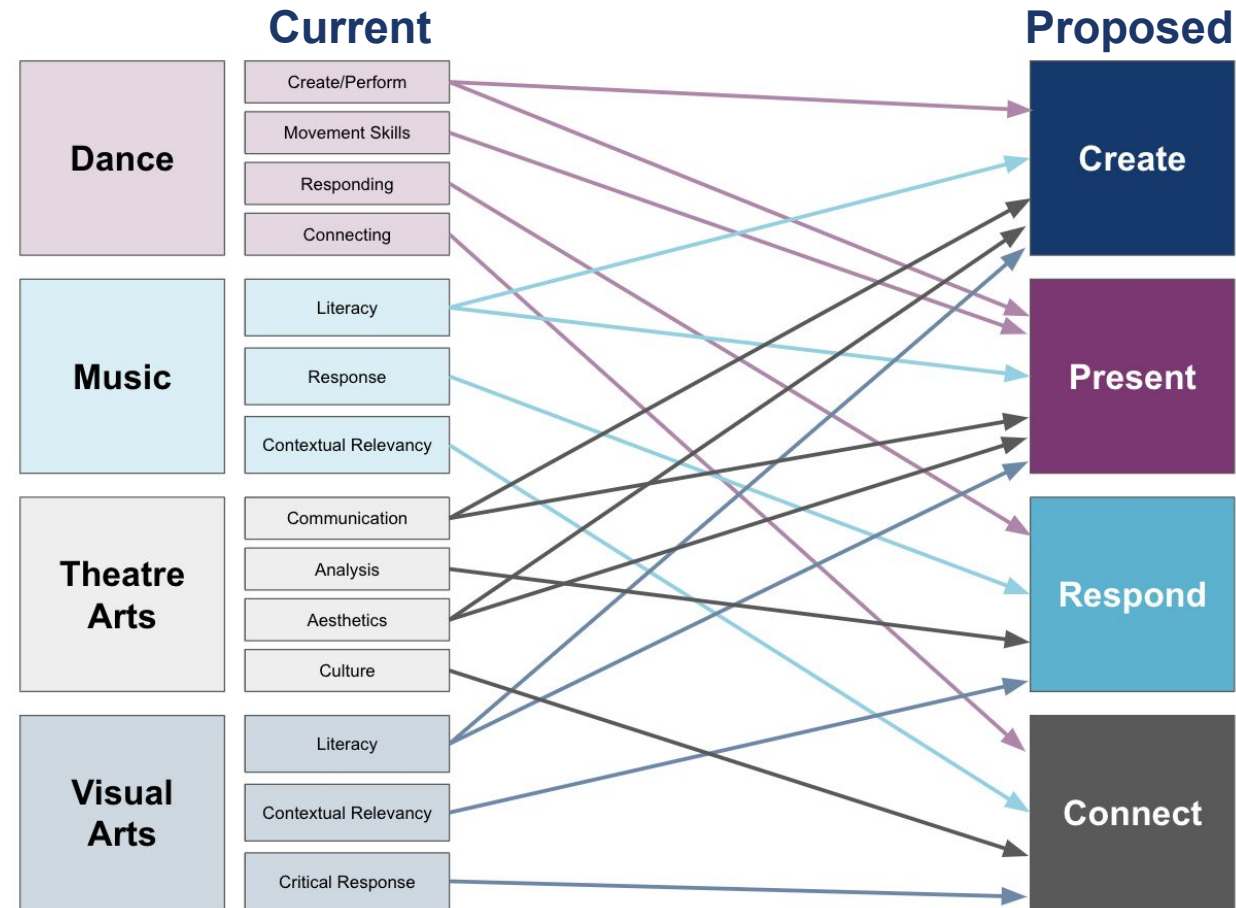 Current
Proposed
Dance
Create/Perform
Movement Skills
Responding
Connecting
Music
Literacy
Response
Contextual Relevancy
Theatre
Arts
Communication
Analysis
Aesthetics
Culture
Visual
Arts
Literacy
Contextual Relevancy
Critical Response
Create
Present
Respond
Connect